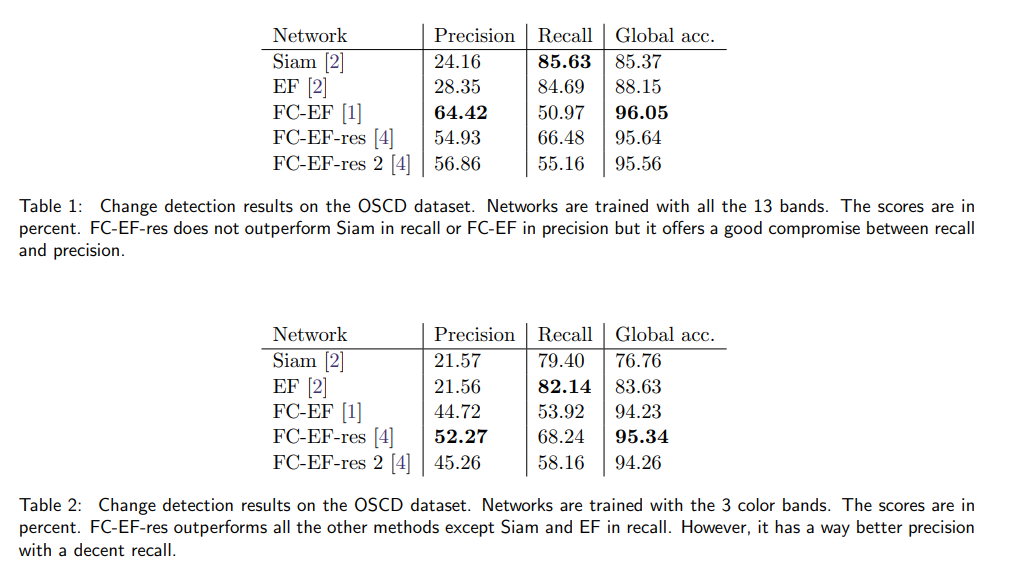 Network Precision Recall Global acc.
Siam [2] 24.16 85.63 85.37
EF [2] 28.35 84.69 88.15
FC-EF [1] 64.42 50.97 96.05
FC-EF-res [4] 54.93 66.48 95.64
FC-EF-res 2 [4] 56.86 55.16 95.56
Table 1: Change detection results on the OSCD dataset. Networks are trained with all the 13 bands. The scores are in
percent. FC-EF-res does not outperform Siam in recall or FC-EF in precision but it offers a good compromise between recall
and precision.
Network Precision Recall Global acc.
Siam [2] 21.57 79.40 76.76
EF [2] 21.56 82.14 83.63
FC-EF [1] 44.72 53.92 94.23
FC-EF-res [4] 52.27 68.24 95.34
FC-EF-res 2 [4] 45.26 58.16 94.26
Table 2: Change detection results on the OSCD dataset. Networks are trained with the 3 color bands. The scores are in
percent. FC-EF-res outperforms all the other methods except Siam and EF in recall. However, it has a way better precision
with a decent recall.